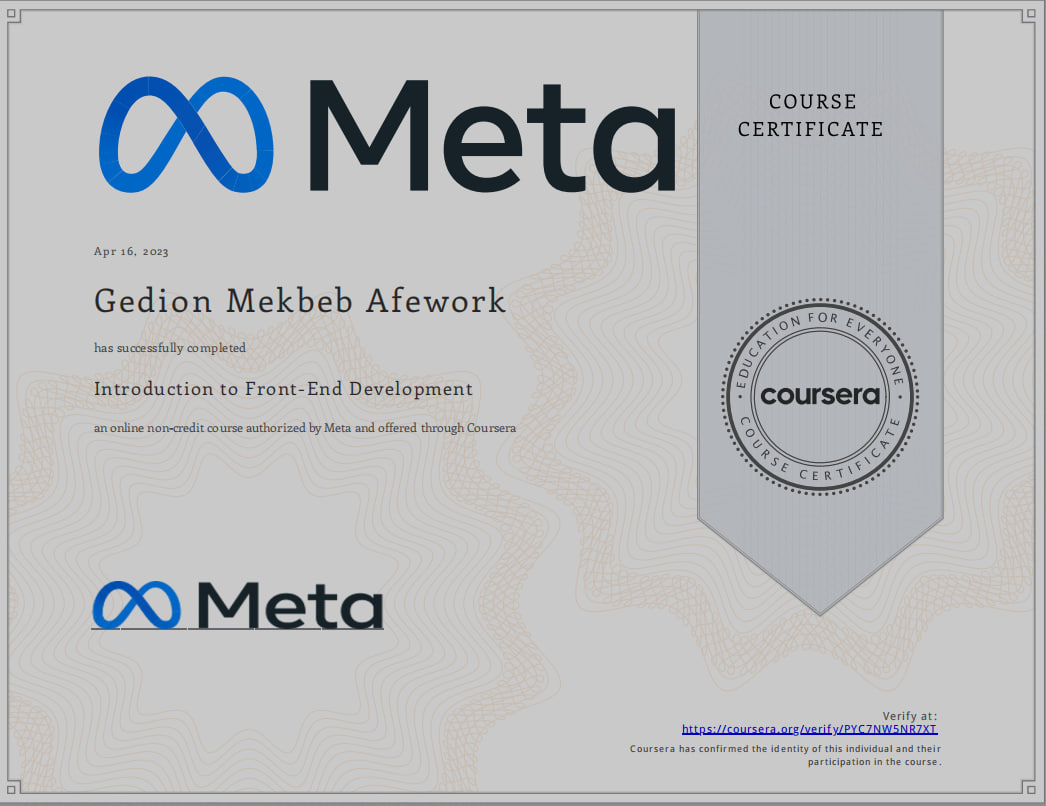 Meta
COURSE
CERTIFICATE
Apr 16, 2023
Gedion Mekbeb Afework
has successfully completed
Introduction to Front-End Development
an online non-credit course authorized by Meta and offered through Coursera
EDUCATION FOR EVERYONE
coursera
COURSE CERTIFICATE
Meta
Verify at:
https://coursera.org/verify/PYC7NW5NR7XT
Coursera has confirmed the identity of this individual and their
participation in the course.